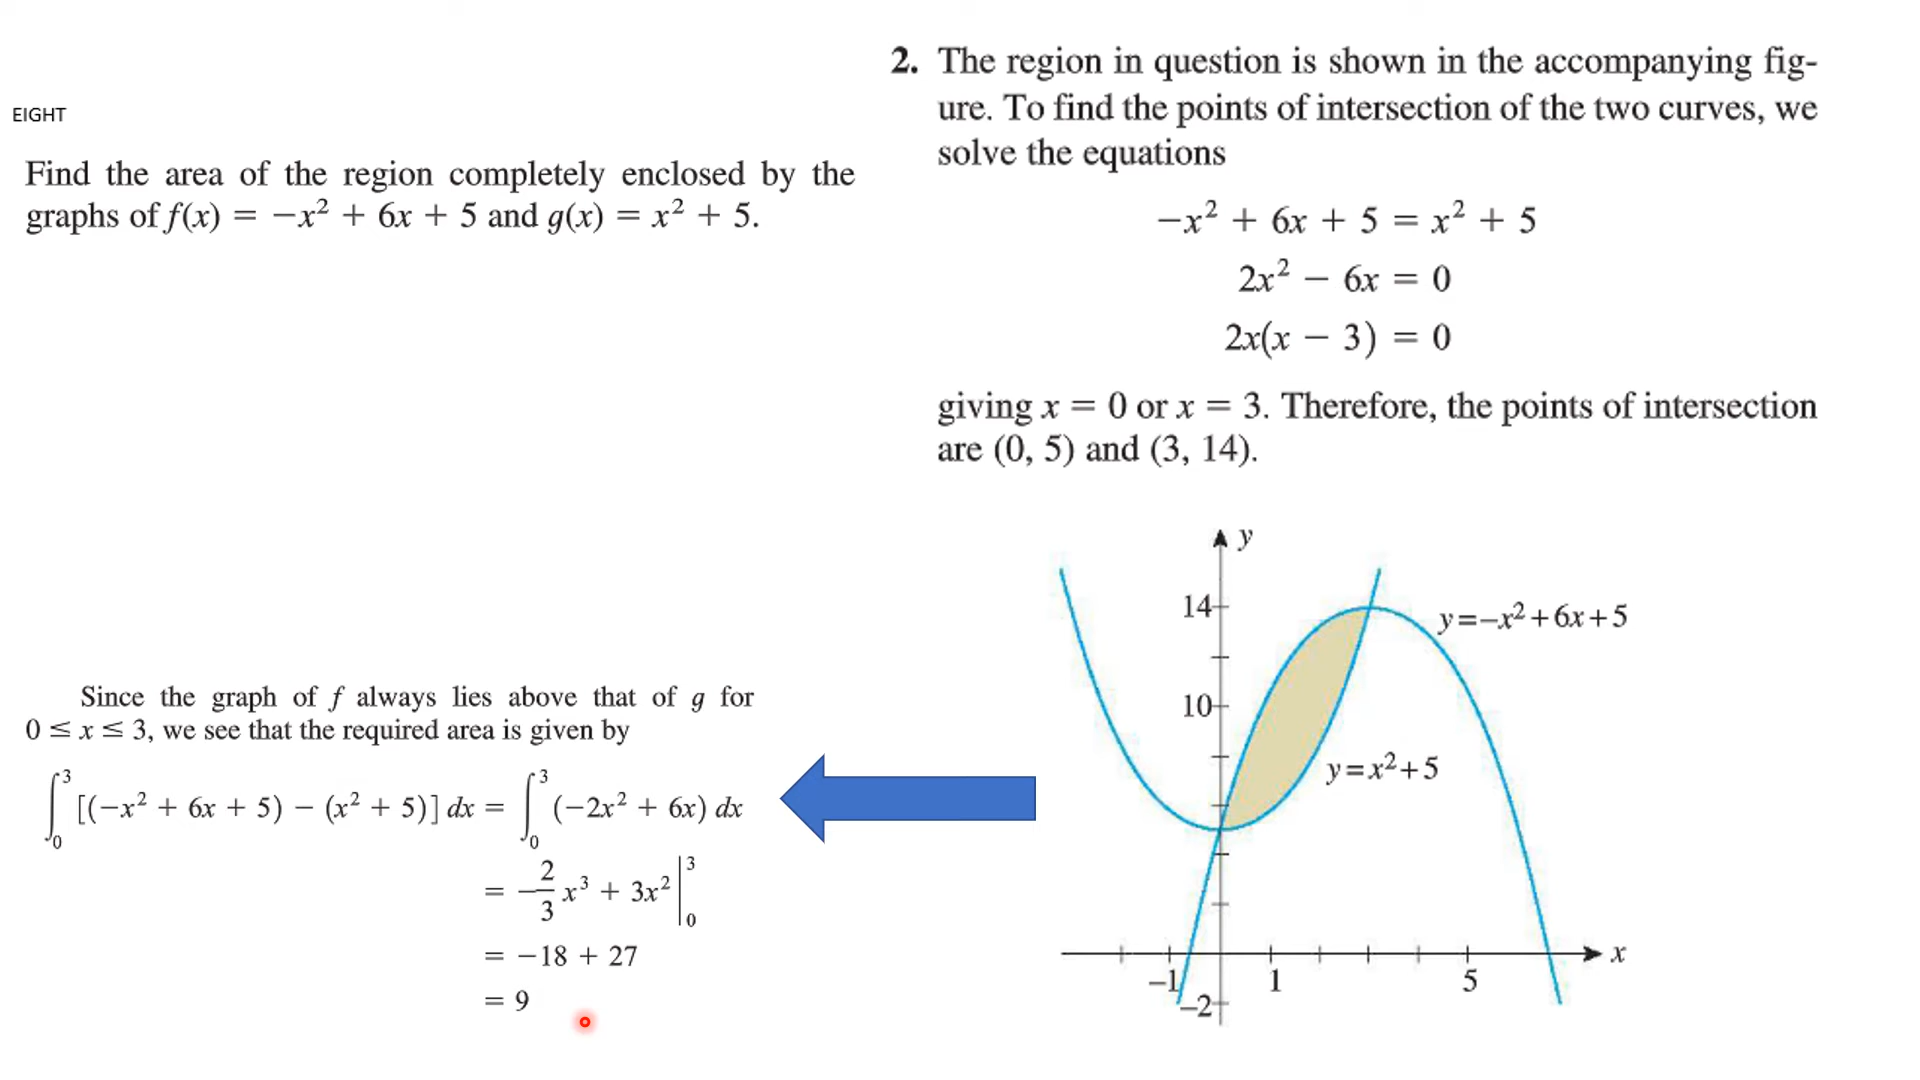 EIGHT
Find the area of the region completely enclosed by the
graphs of f(x) = −x² + 6x + 5 and g(x) = x² + 5.
2. The region in question is shown in the accompanying fig-
ure. To find the points of intersection of the two curves, we
solve the equations
−x² + 6x + 5 = x² + 5
2x² − 6x = 0
2x(x − 3) = 0
giving x = 0 or x = 3. Therefore, the points of intersection
are (0, 5) and (3, 14).
y
14
y=−x²+6x+5
10
y=x²+5
x
−1
1
5
−2
Since the graph of f always lies above that of g for
0 ≤ x ≤ 3, we see that the required area is given by
∫₀³ [(−x² + 6x + 5) − (x² + 5)] dx = ∫₀³ (−2x² + 6x) dx
= −2/3 x³ + 3x² |₀³
= −18 + 27
= 9